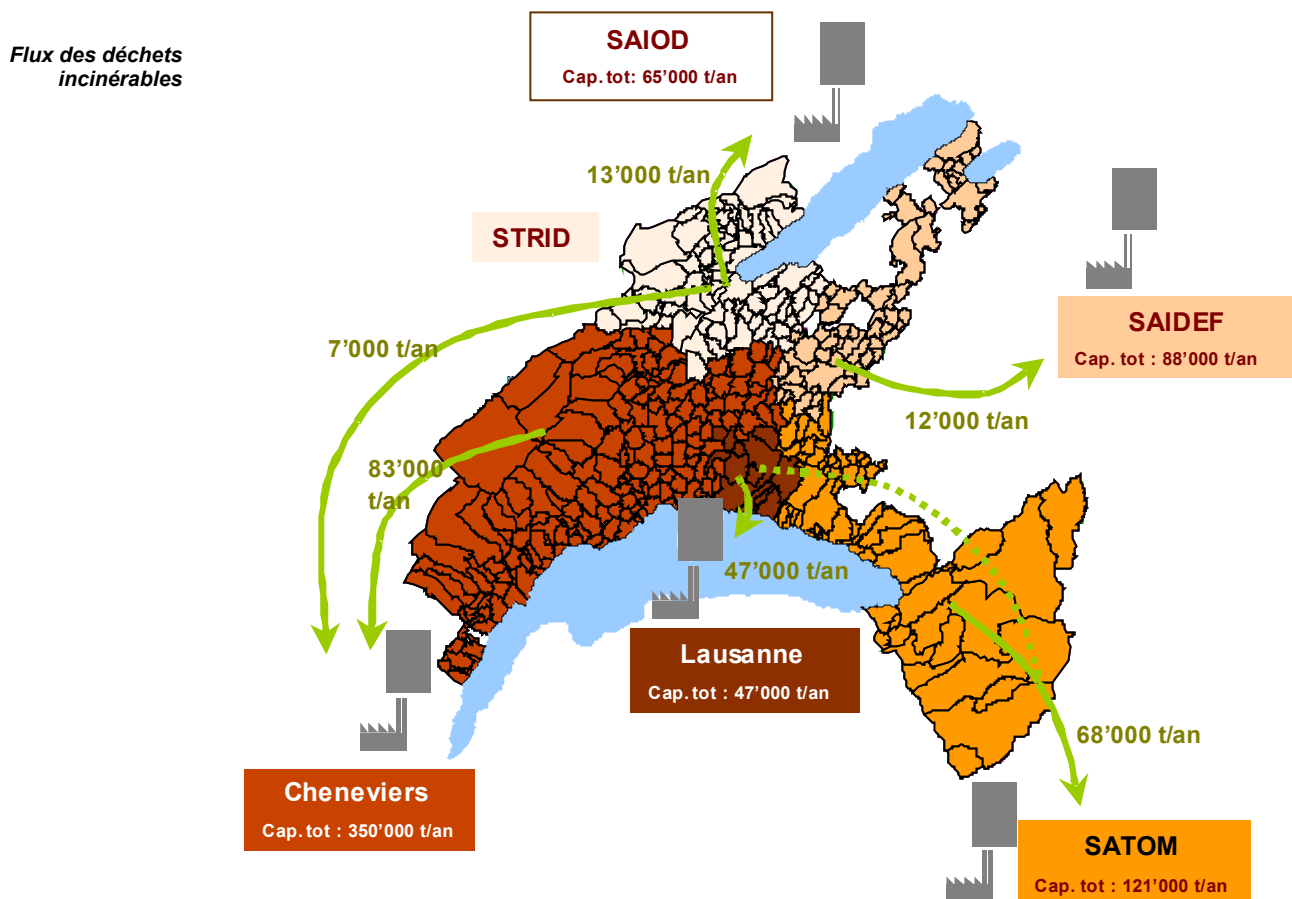 Flux des déchets
incinérables
SAIOD
Cap. tot: 65’000 t/an
13’000 t/an
STRID
SAIDEF
Cap. tot : 88’000 t/an
7’000 t/an
12’000 t/an
83’000
t/an
47’000 t/an
Lausanne
Cap. tot : 47’000 t/an
68’000 t/an
Cheneviers
Cap. tot : 350’000 t/an
SATOM
Cap. tot : 121’000 t/an